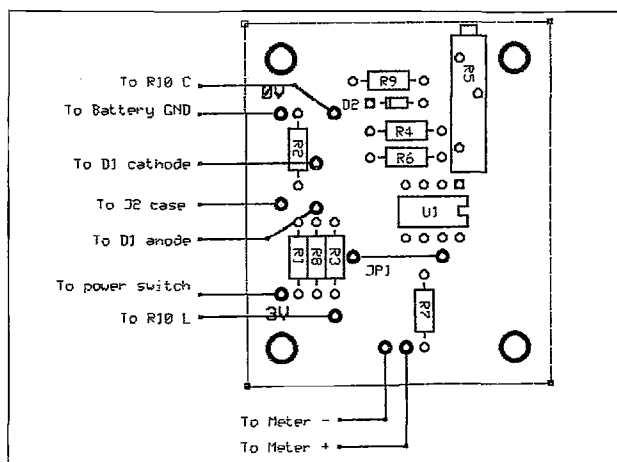 To R10 C
0V
To Battery GND
To D1 cathode
To J2 case
To D1 anode
To power switch
3V
To R10 L
R9
D2
R4
R6
R5
R2
U1
R1
R8
R3
JP1
R7
To Meter -
To Meter +